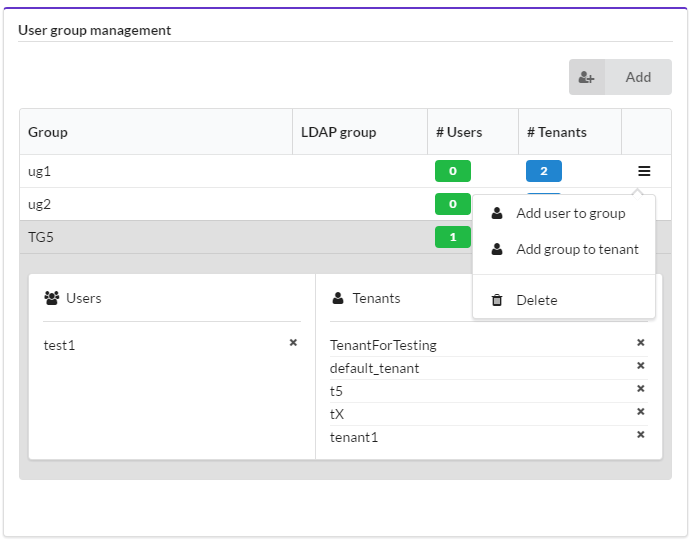 User group management
Add
Group LDAP group # Users # Tenants
ug1 0 2
ug2 0
TG5 1
Add user to group
Add group to tenant
Delete
Users Tenants
test1 TenantForTesting
default_tenant
t5
tX
tenant1